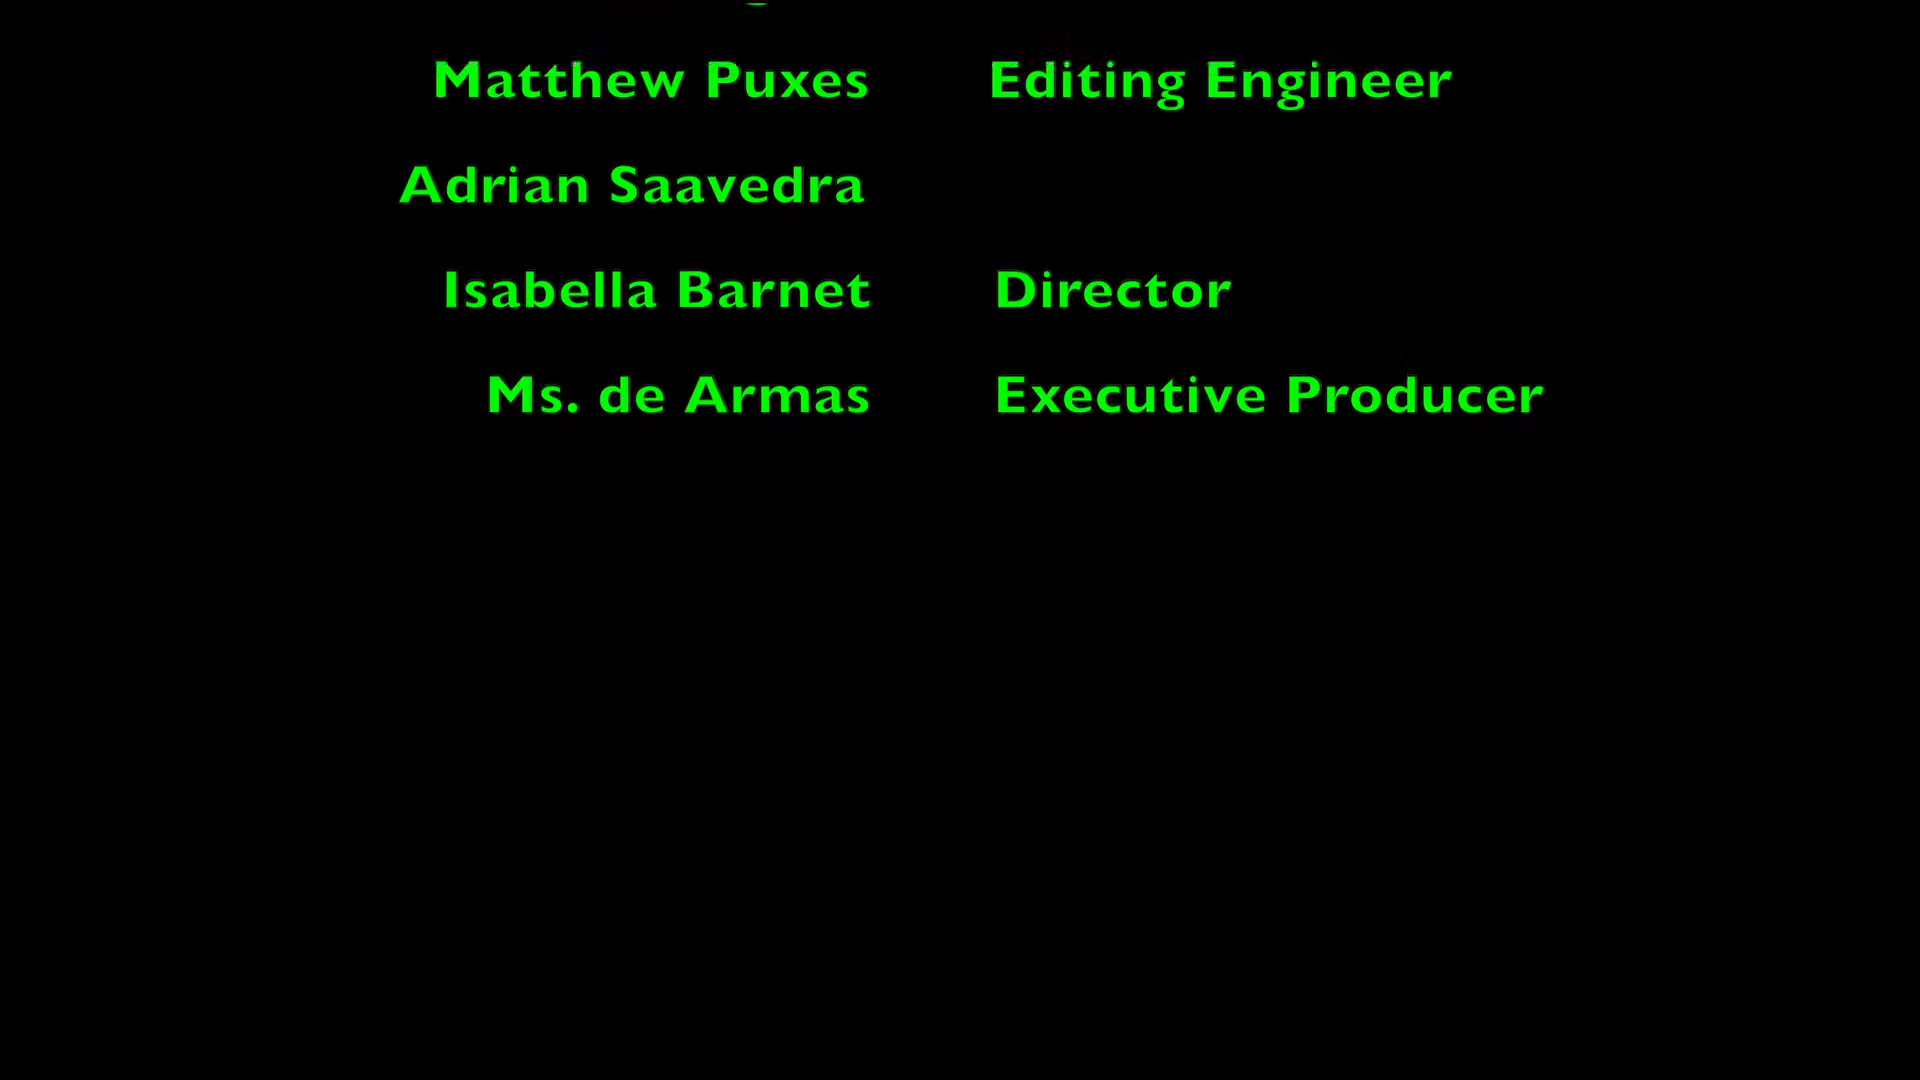 Matthew Puxes Editing Engineer
Adrian Saavedra
Isabella Barnet Director
Ms. de Armas Executive Producer